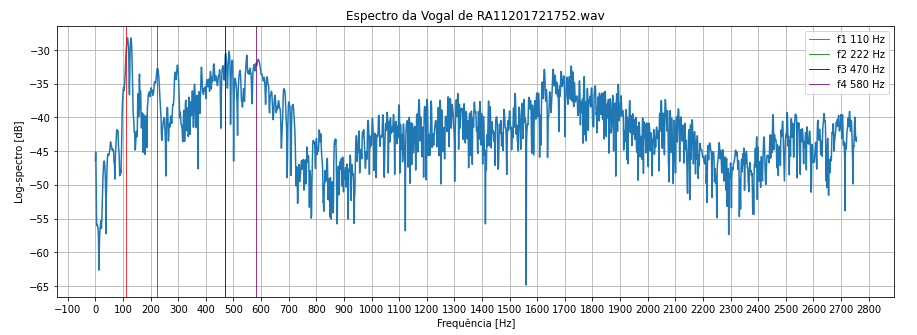 Espectro da Vogal de RA11201721752.wav
f1 110 Hz
f2 222 Hz
f3 470 Hz
f4 580 Hz
Log-spectro [dB]
−30
−35
−40
−45
−50
−55
−60
−65
−100 0 100 200 300 400 500 600 700 800 900 1000 1100 1200 1300 1400 1500 1600 1700 1800 1900 2000 2100 2200 2300 2400 2500 2600 2700 2800
Frequência [Hz]